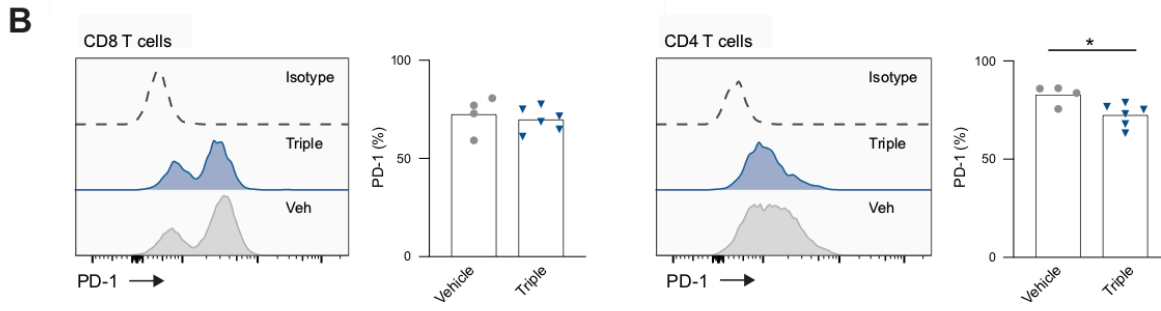 B
CD8 T cells
Isotype
Triple
Veh
PD-1
PD-1 (%)
100
50
0
Vehicle
Triple
CD4 T cells
Isotype
Triple
Veh
PD-1
PD-1 (%)
100
50
0
*
Vehicle
Triple